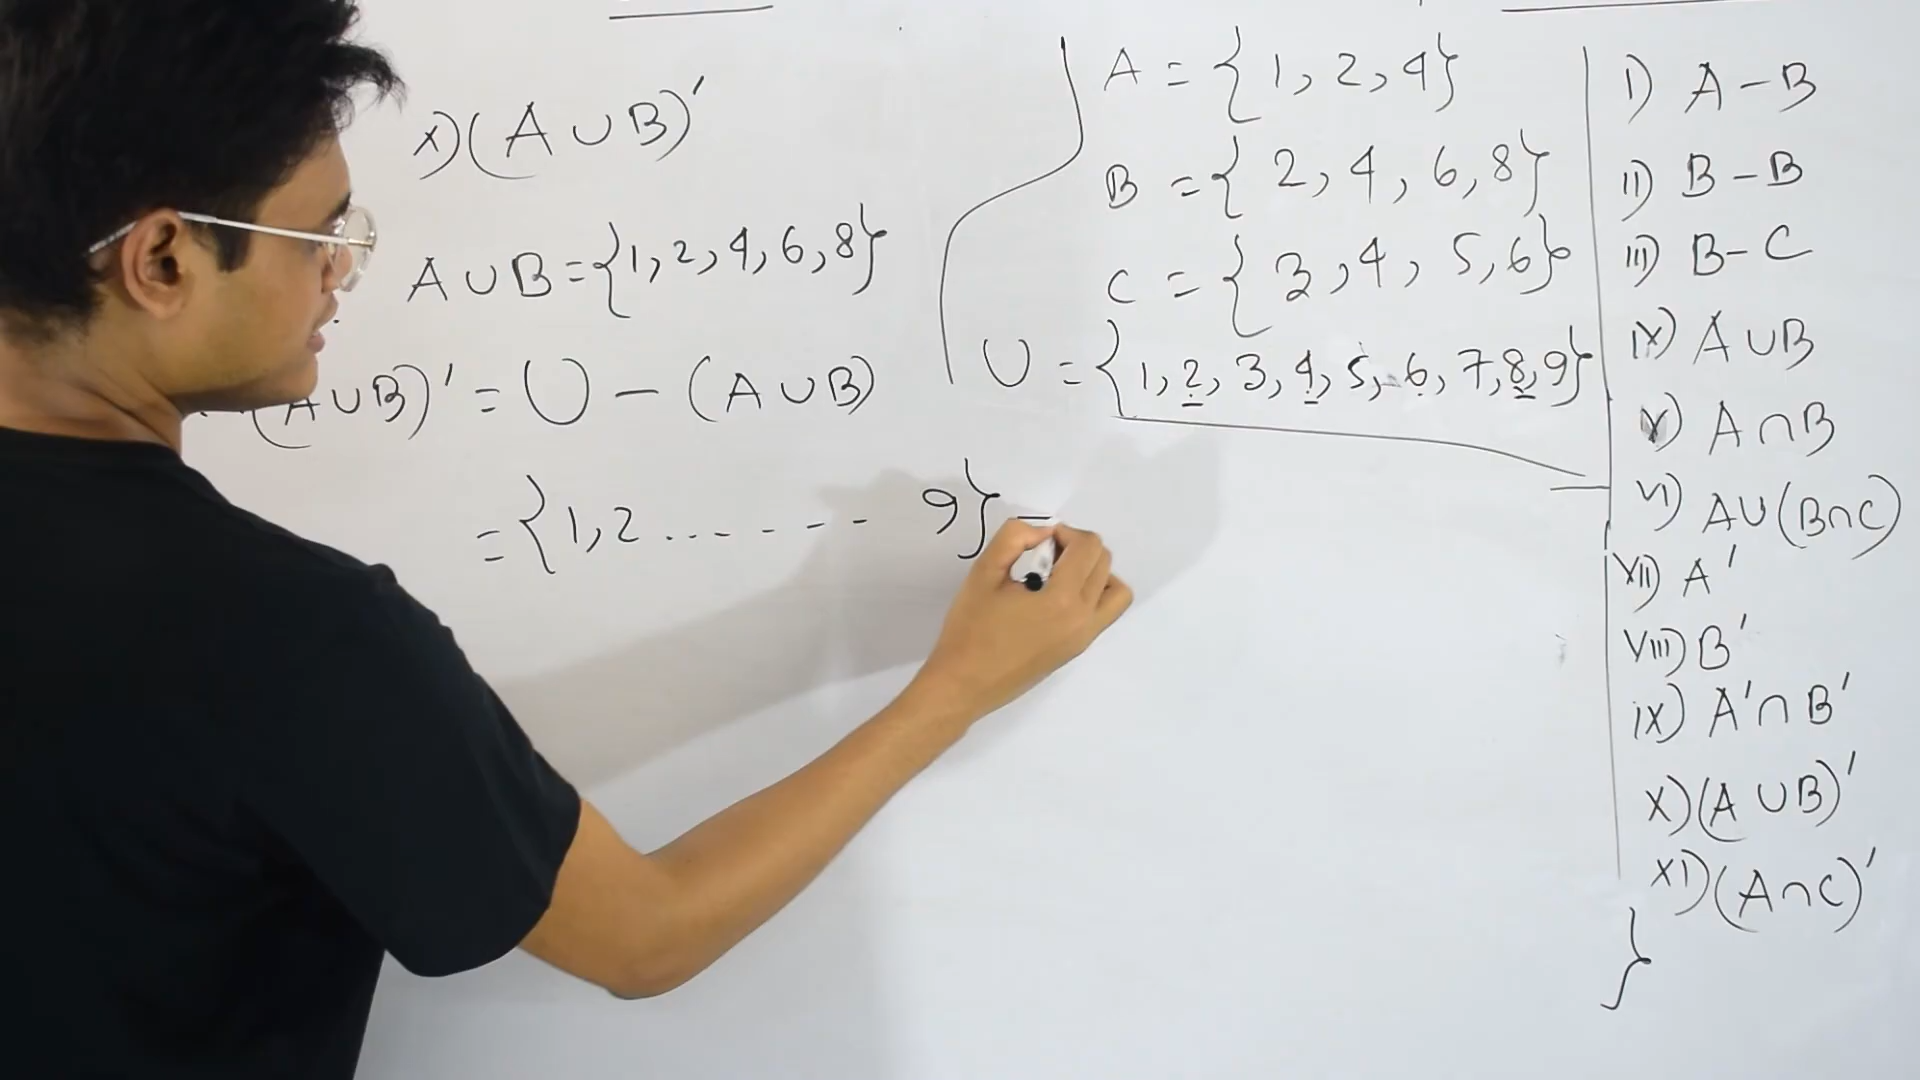 x) (A ∪ B)'
A ∪ B = {1, 2, 4, 6, 8}
(A ∪ B)' = U - (A ∪ B)
= {1, 2 ....... 9} -
A = {1, 2, 4}
B = {2, 4, 6, 8}
C = {3, 4, 5, 6}
U = {1, 2, 3, 4, 5, 6, 7, 8, 9}
I) A - B
II) B - B
III) B - C
IV) A ∪ B
V) A ∩ B
VI) A ∪ (B ∩ C)
VII) A'
VIII) B'
IX) A' ∩ B'
X) (A ∪ B)'
XI) (A ∩ C)'
}